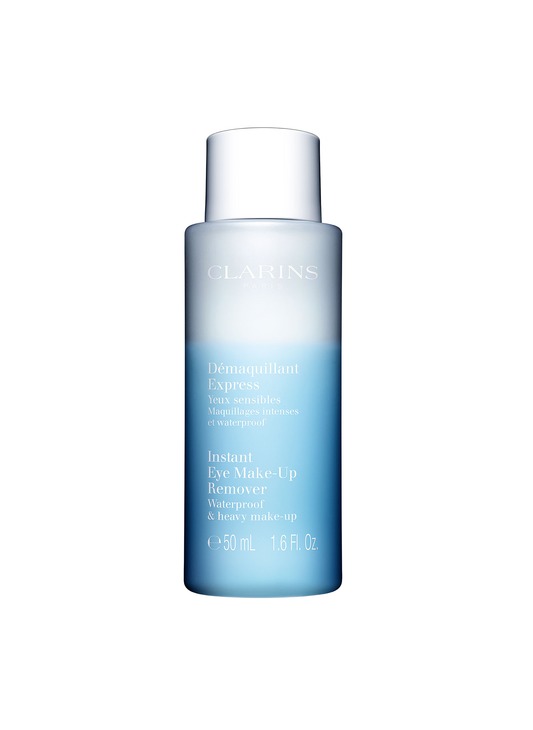 CLARINS
PARIS
Démaquillant
Express
Yeux sensibles
Maquillages intenses
et waterproof
Instant
Eye Make-Up
Remover
Waterproof
& heavy make-up
℮50 mL 1.6 Fl. Oz.